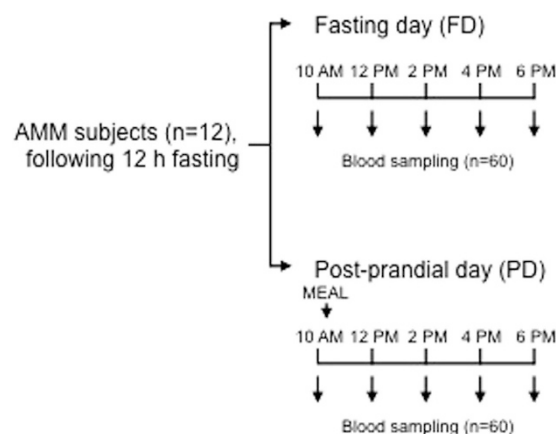 Fasting day (FD)
10 AM 12 PM 2 PM 4 PM 6 PM
AMM subjects (n=12),
following 12 h fasting
Blood sampling (n=60)
Post-prandial day (PD)
MEAL
10 AM 12 PM 2 PM 4 PM 6 PM
Blood sampling (n=60)